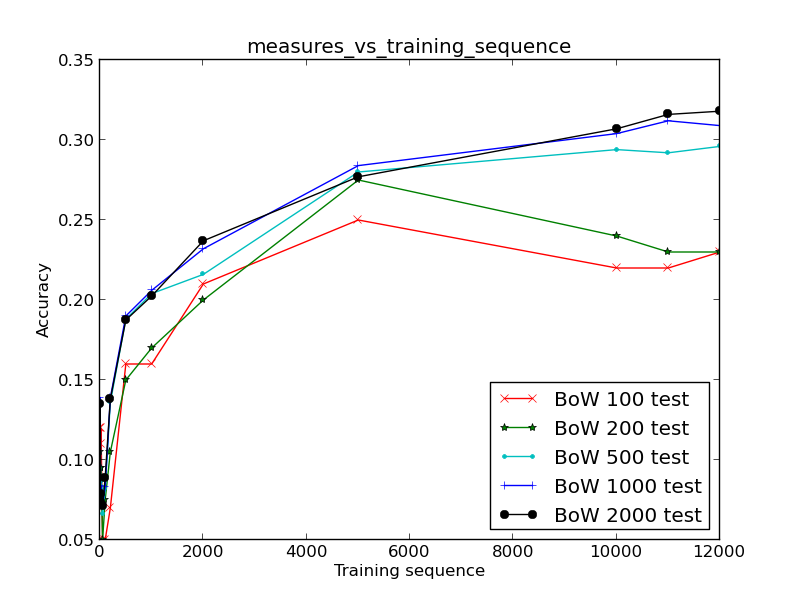 measures_vs_training_sequence
0.35
0.30
0.25
0.20
0.15
0.10
0.05
Accuracy
BoW 100 test
BoW 200 test
BoW 500 test
BoW 1000 test
BoW 2000 test
0 2000 4000 6000 8000 10000 12000
Training sequence